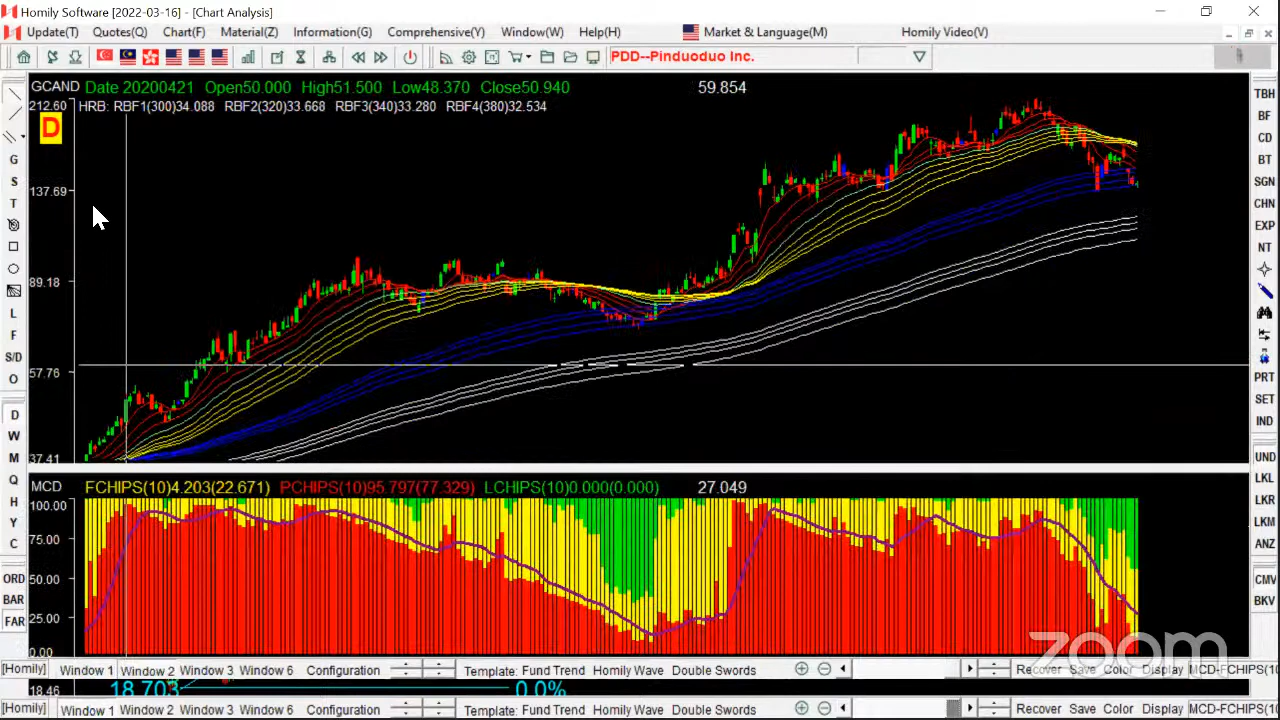 Homily Software [2022-03-16] - [Chart Analysis]
Update(T) Quotes(Q) Chart(F) Material(Z) Information(G) Comprehensive(Y) Window(W) Help(H) Market & Language(M) Homily Video(V)
PDD--Pinduoduo Inc.
GCAND Date 20200421 Open50.000 High51.500 Low48.370 Close50.940 59.854
212.60 HRB: RBF1(300)34.088 RBF2(320)33.668 RBF3(340)33.280 RBF4(380)32.534
D
137.69
89.18
57.76
37.41
G
S
T
L
F
S/D
O
D
W
M
Q
H
Y
C
ORD
BAR
FAR
TBH
BF
CD
BT
SGN
CHN
EXP
NT
PRT
SET
IND
UND
LKL
LKR
LKM
ANZ
CMV
BKV
MCD FCHIPS(10)4.203(22.671) PCHIPS(10)95.797(77.329) LCHIPS(10)0.000(0.000) 27.049
100.00
75.00
50.00
25.00
0.00
zoom
[Homily] Window 1 Window 2 Window 3 Window 6 Configuration Template: Fund Trend Homily Wave Double Swords Recover Save Color Display MCD-FCHIPS(10
18.46 18.703 0.0%
[Homily] Window 1 Window 2 Window 3 Window 6 Configuration Template: Fund Trend Homily Wave Double Swords Recover Save Color Display MCD-FCHIPS(10